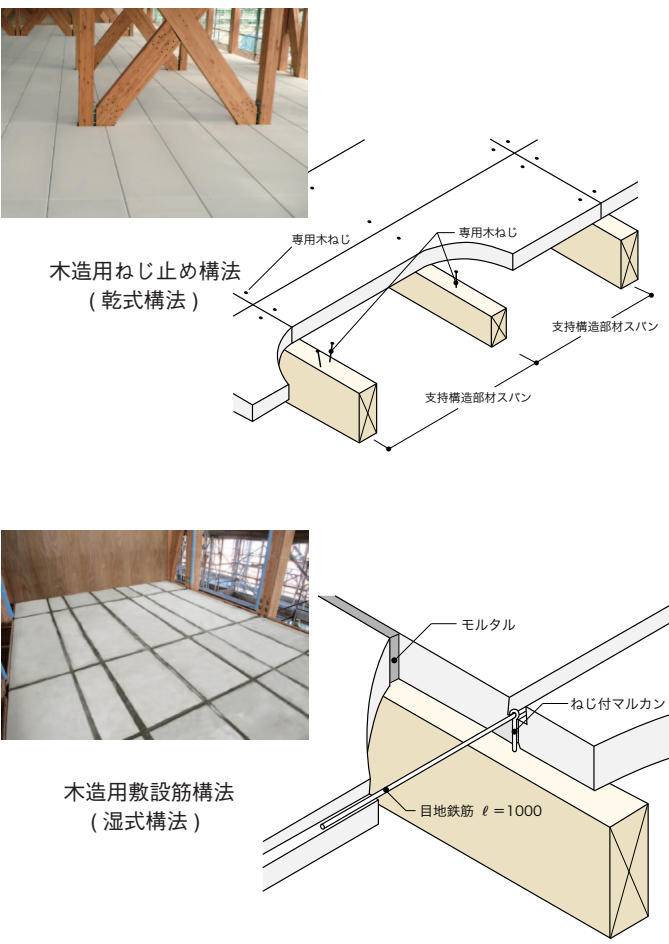 専用木ねじ
専用木ねじ
木造用ねじ止め構法
( 乾式構法 )
支持構造部材スパン
支持構造部材スパン
モルタル
ねじ付マルカン
木造用敷設筋構法
( 湿式構法 )
目地鉄筋 ℓ =1000